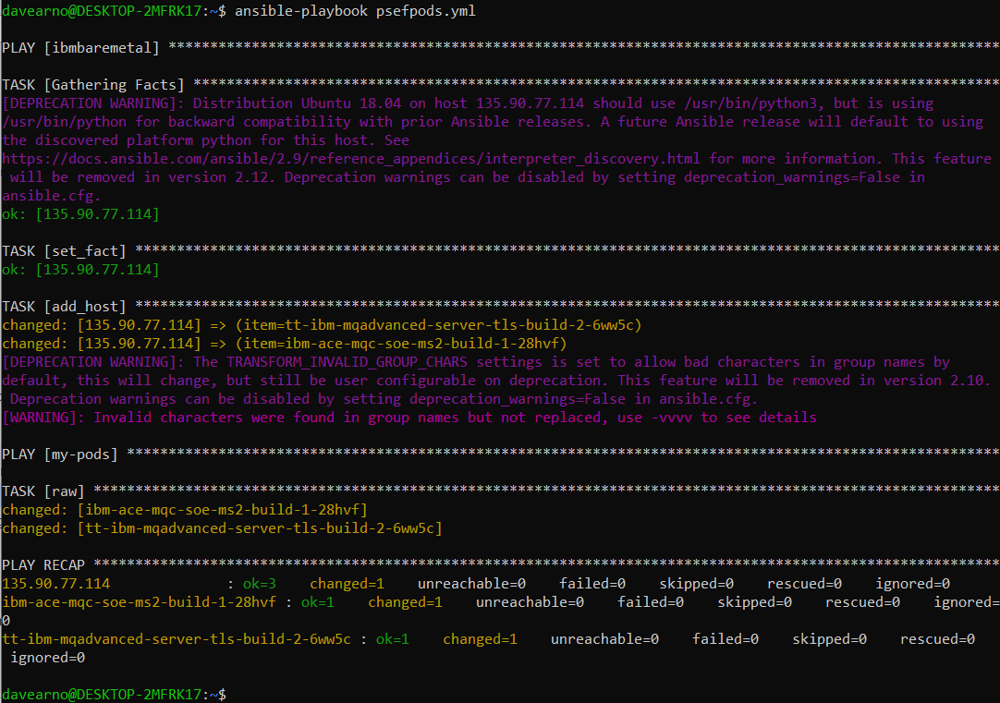 davearno@DESKTOP-2MFRK17:~$ ansible-playbook psefpods.yml
PLAY [ibmbaremetal] ****************************************************************************************************
TASK [Gathering Facts] *************************************************************************************************
[DEPRECATION WARNING]: Distribution Ubuntu 18.04 on host 135.90.77.114 should use /usr/bin/python3, but is using
/usr/bin/python for backward compatibility with prior Ansible releases. A future Ansible release will default to using
the discovered platform python for this host. See
https://docs.ansible.com/ansible/2.9/reference_appendices/interpreter_discovery.html for more information. This feature
 will be removed in version 2.12. Deprecation warnings can be disabled by setting deprecation_warnings=False in
ansible.cfg.
ok: [135.90.77.114]
TASK [set_fact] ********************************************************************************************************
ok: [135.90.77.114]
TASK [add_host] ********************************************************************************************************
changed: [135.90.77.114] => (item=tt-ibm-mqadvanced-server-tls-build-2-6ww5c)
changed: [135.90.77.114] => (item=ibm-ace-mqc-soe-ms2-build-1-28hvf)
[DEPRECATION WARNING]: The TRANSFORM_INVALID_GROUP_CHARS settings is set to allow bad characters in group names by
default, this will change, but still be user configurable on deprecation. This feature will be removed in version 2.10.
 Deprecation warnings can be disabled by setting deprecation_warnings=False in ansible.cfg.
[WARNING]: Invalid characters were found in group names but not replaced, use -vvvv to see details
PLAY [my-pods] *********************************************************************************************************
TASK [raw] *************************************************************************************************************
changed: [ibm-ace-mqc-soe-ms2-build-1-28hvf]
changed: [tt-ibm-mqadvanced-server-tls-build-2-6ww5c]
PLAY RECAP *************************************************************************************************************
135.90.77.114              : ok=3    changed=1    unreachable=0    failed=0    skipped=0    rescued=0    ignored=0
ibm-ace-mqc-soe-ms2-build-1-28hvf : ok=1    changed=1    unreachable=0    failed=0    skipped=0    rescued=0    ignored=
0
tt-ibm-mqadvanced-server-tls-build-2-6ww5c : ok=1    changed=1    unreachable=0    failed=0    skipped=0    rescued=0
 ignored=0
davearno@DESKTOP-2MFRK17:~$